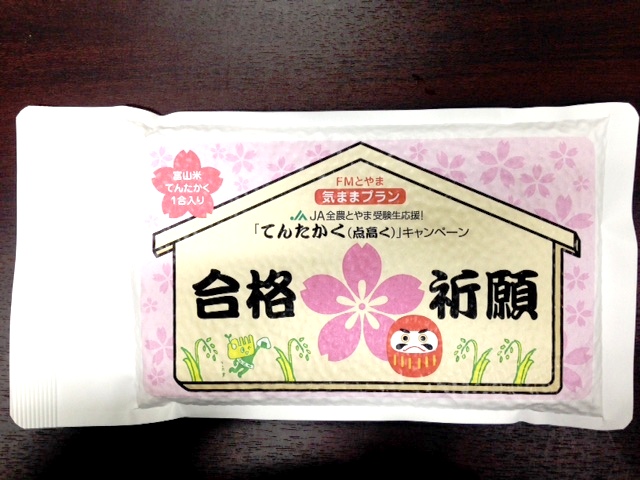 富山米
てんたかく
1合入り
FMとやま
気ままプラン
JA JA全農とやま受験生応援!
「てんたかく(点高く)」キャンペーン
合格 祈願